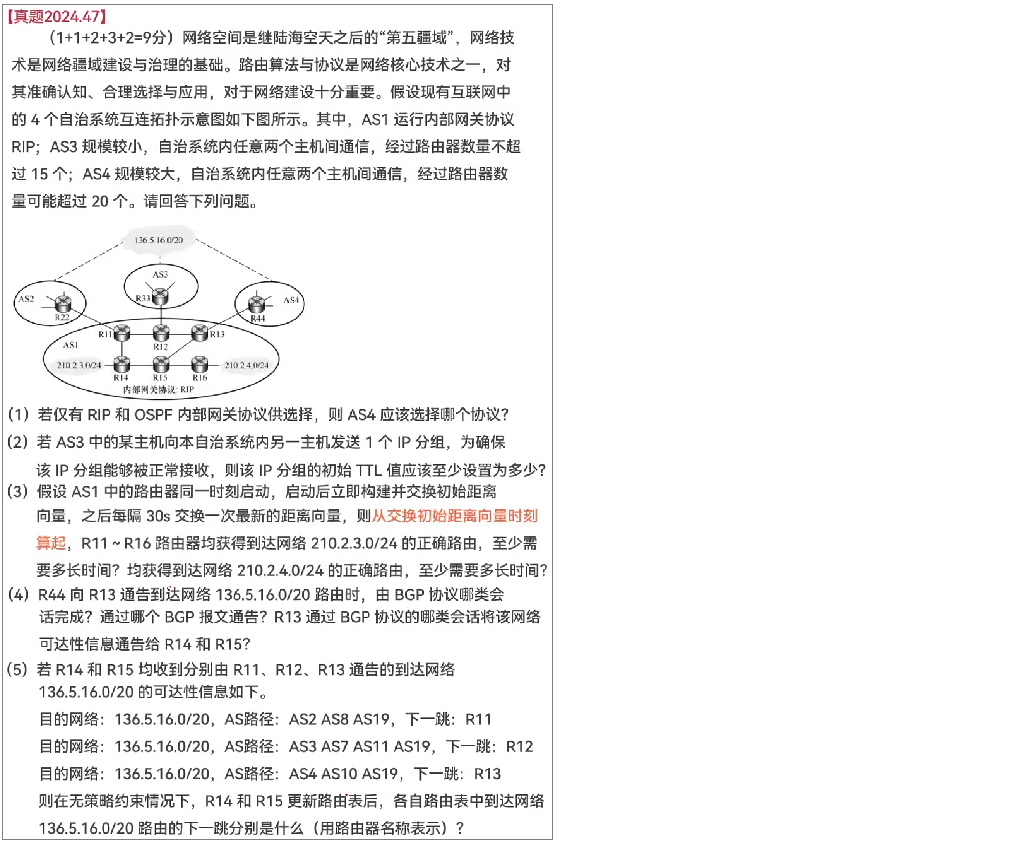 【真题2024.47】
（1+1+2+3+2=9分）网络空间是继陆海空天之后的“第五疆域”，网络技
术是网络疆域建设与治理的基础。路由算法与协议是网络核心技术之一，对
其准确认知、合理选择与应用，对于网络建设十分重要。假设现有互联网中
的 4 个自治系统互连拓扑示意图如下图所示。其中，AS1 运行内部网关协议
RIP；AS3 规模较小，自治系统内任意两个主机间通信，经过路由器数量不超
过 15 个；AS4 规模较大，自治系统内任意两个主机间通信，经过路由器数
量可能超过 20 个。请回答下列问题。
136.5.16.0/20
AS3
AS2
R33
AS4
R22
R44
R11
R13
R12
AS1
210.2.3.0/24
210.2.4.0/24
R14
R15
R16
内部网关协议: RIP
（1）若仅有 RIP 和 OSPF 内部网关协议供选择，则 AS4 应该选择哪个协议？
（2）若 AS3 中的某主机向本自治系统内另一主机发送 1 个 IP 分组，为确保
该 IP 分组能够被正常接收，则该 IP 分组的初始 TTL 值应该至少设置为多少？
（3）假设 AS1 中的路由器同一时刻启动，启动后立即构建并交换初始距离
向量，之后每隔 30s 交换一次最新的距离向量，则从交换初始距离向量时刻
算起，R11 ~ R16 路由器均获得到达网络 210.2.3.0/24 的正确路由，至少需
要多长时间？均获得到达网络 210.2.4.0/24 的正确路由，至少需要多长时间？
（4）R44 向 R13 通告到达网络 136.5.16.0/20 路由时，由 BGP 协议哪类会
话完成？通过哪个 BGP 报文通告？R13 通过 BGP 协议的哪类会话将该网络
可达性信息通告给 R14 和 R15？
（5）若 R14 和 R15 均收到分别由 R11、R12、R13 通告的到达网络
136.5.16.0/20 的可达性信息如下。
目的网络：136.5.16.0/20，AS路径：AS2 AS8 AS19，下一跳：R11
目的网络：136.5.16.0/20，AS路径：AS3 AS7 AS11 AS19，下一跳：R12
目的网络：136.5.16.0/20，AS路径：AS4 AS10 AS19，下一跳：R13
则在无策略约束情况下，R14 和 R15 更新路由表后，各自路由表中到达网络
136.5.16.0/20 路由的下一跳分别是什么（用路由器名称表示）？